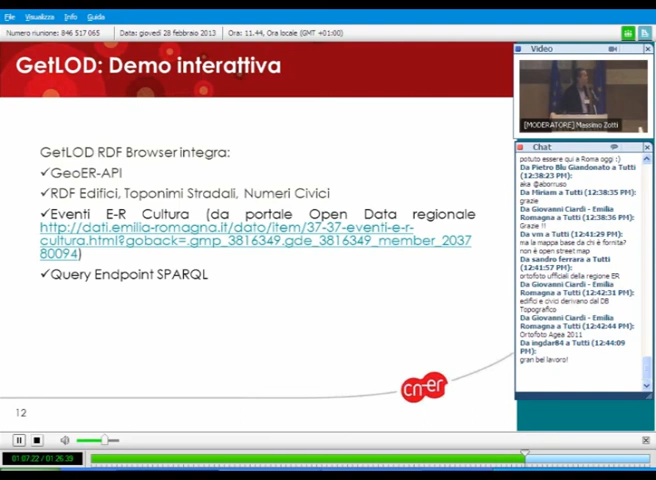 File Visualizza Info Guida
Numero riunione: 846 517 065 Data: giovedì 28 febbraio 2013 Ora: 11.44, Ora locale (GMT +01:00)
GetLOD: Demo interattiva
GetLOD RDF Browser integra:
✓GeoER-API
✓RDF Edifici, Toponimi Stradali, Numeri Civici
✓Eventi E-R Cultura (da portale Open Data regionale
http://dati.emilia-romagna.it/dato/item/37-37-eventi-e-r-
cultura.html?goback=.gmp_3816349.gde_3816349_member_2037
80094)
✓Query Endpoint SPARQL
cn-er
12
Video
[MODERATORE] Massimo Zotti
Chat
potuto essere qui a Roma oggi :)
Da Pietro Blu Giandonato a Tutti
(12:38:23 PM):
aka @aborruso
Da Miriam a Tutti (12:38:35 PM):
grazie
Da Giovanni Ciardi - Emilia
Romagna a Tutti (12:38:36 PM):
Grazie !!
Da vm a Tutti (12:41:29 PM):
ma la mappa base da chi è fornita?
non è open street map
Da sandro ferrara a Tutti
(12:41:57 PM):
ortofoto ufficiali della regione ER
Da Giovanni Ciardi - Emilia
Romagna a Tutti (12:42:31 PM):
edifici e civici derivano dal DB
Topografico
Da Giovanni Ciardi - Emilia
Romagna a Tutti (12:42:44 PM):
Ortofoto Agea 2011
Da ingdar84 a Tutti (12:44:09
PM):
gran bel lavoro!
01:07:22 / 01:26:39